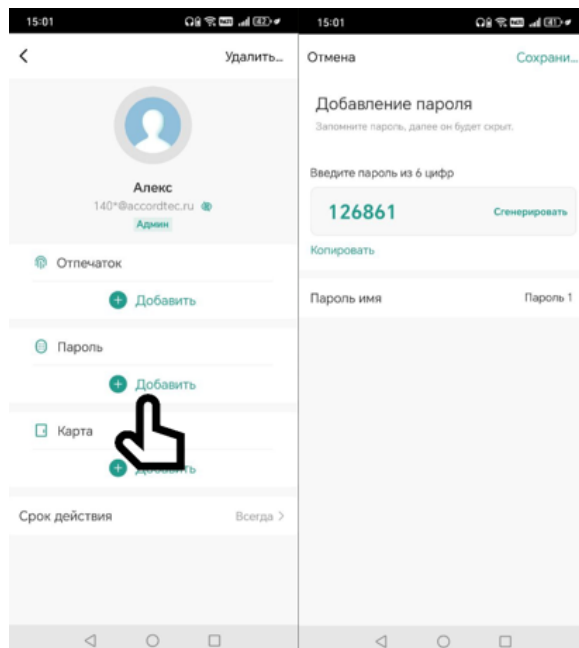 15:01
42
Удалить...
Алекс
140*@accordtec.ru
Админ
Отпечаток
Добавить
Пароль
Добавить
Карта
Добавить
Срок действия
Всегда >
15:01
41
Отмена
Сохрани...
Добавление пароля
Запомните пароль, далее он будет скрыт.
Введите пароль из 6 цифр
126861
Сгенерировать
Копировать
Пароль имя
Пароль 1